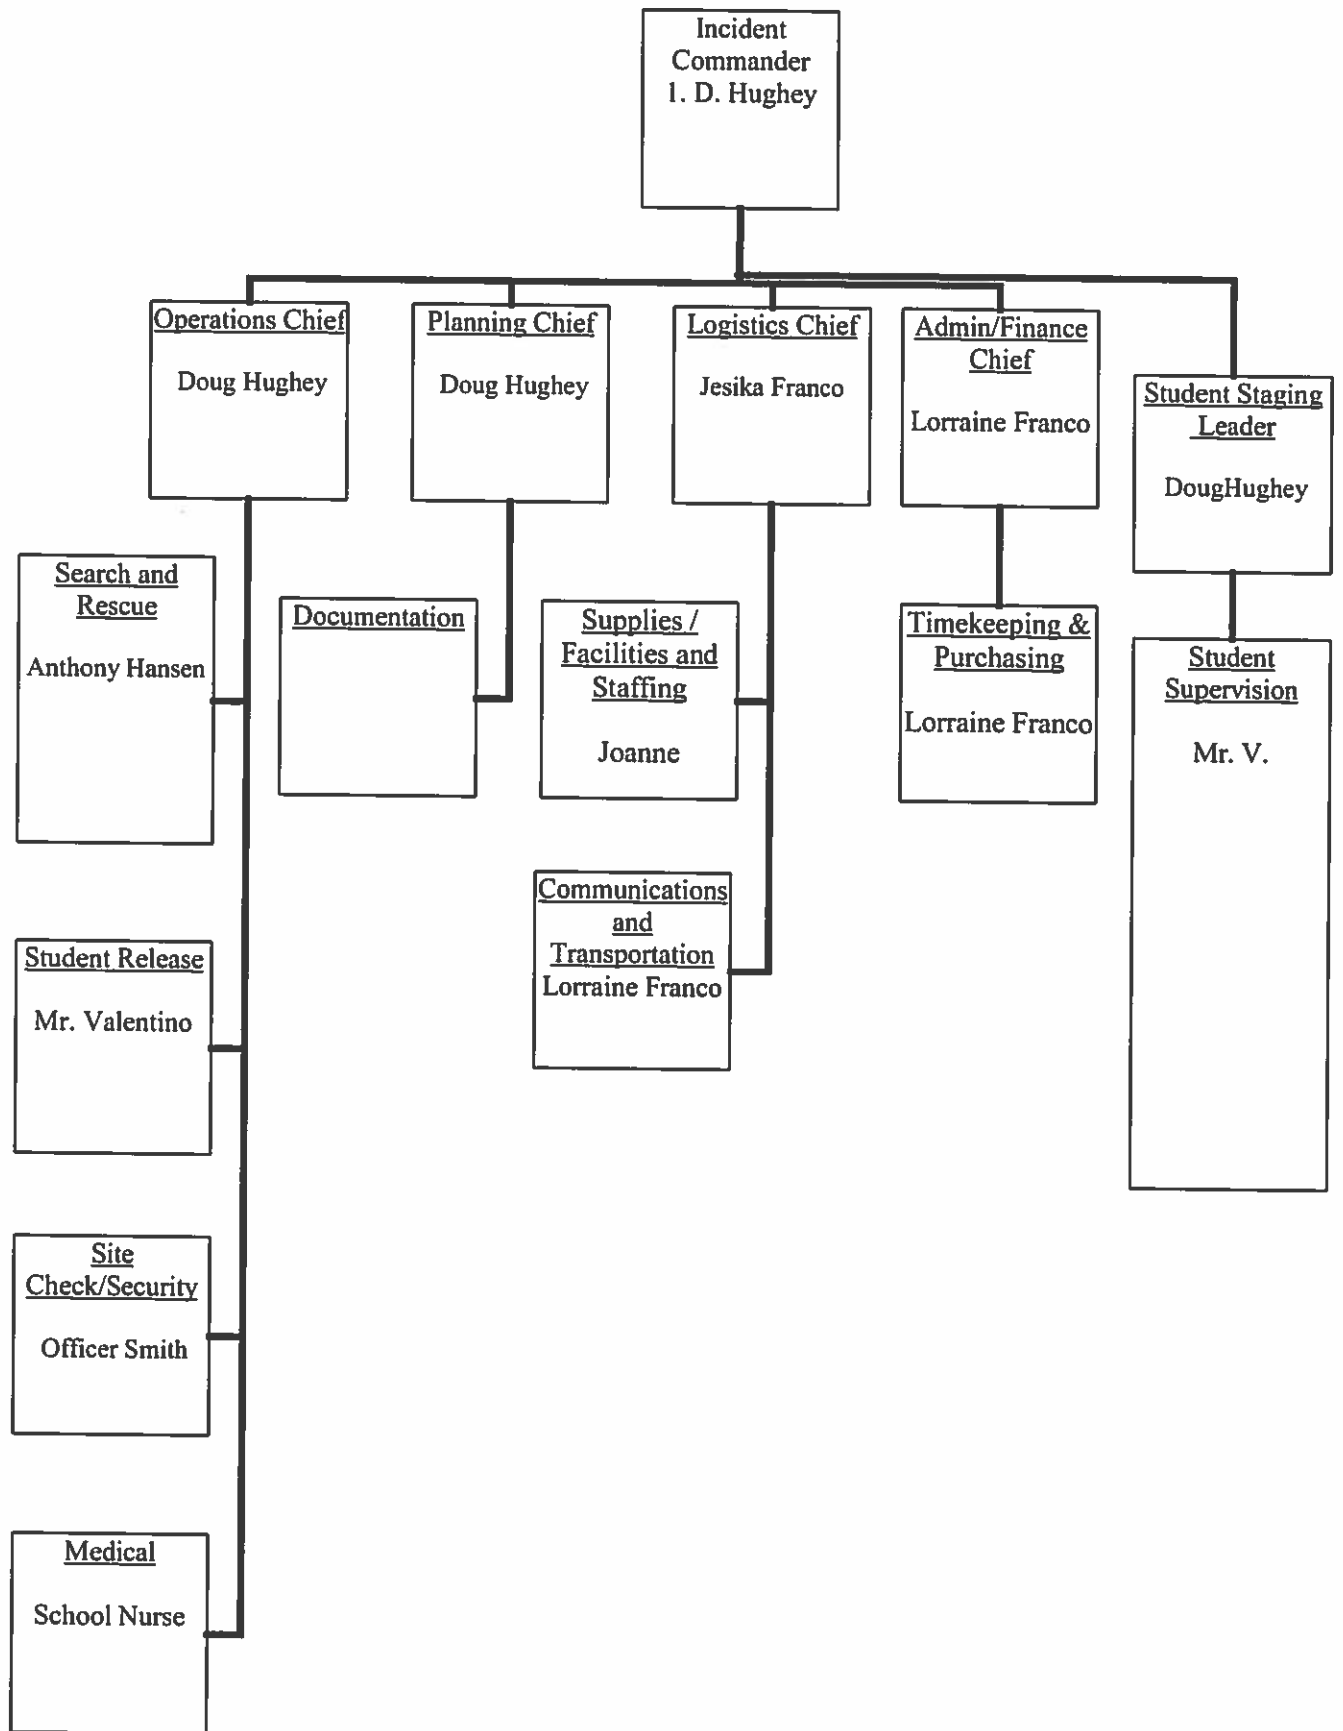 Incident
Commander
1. D. Hughey
Operations Chief
Doug Hughey
Planning Chief
Doug Hughey
Logistics Chief
Jesika Franco
Admin/Finance
Chief
Lorraine Franco
Student Staging
Leader
DougHughey
Search and
Rescue
Anthony Hansen
Documentation
Supplies /
Facilities and
Staffing
Joanne
Timekeeping &
Purchasing
Lorraine Franco
Student
Supervision
Mr. V.
Communications
and
Transportation
Lorraine Franco
Student Release
Mr. Valentino
Site
Check/Security
Officer Smith
Medical
School Nurse